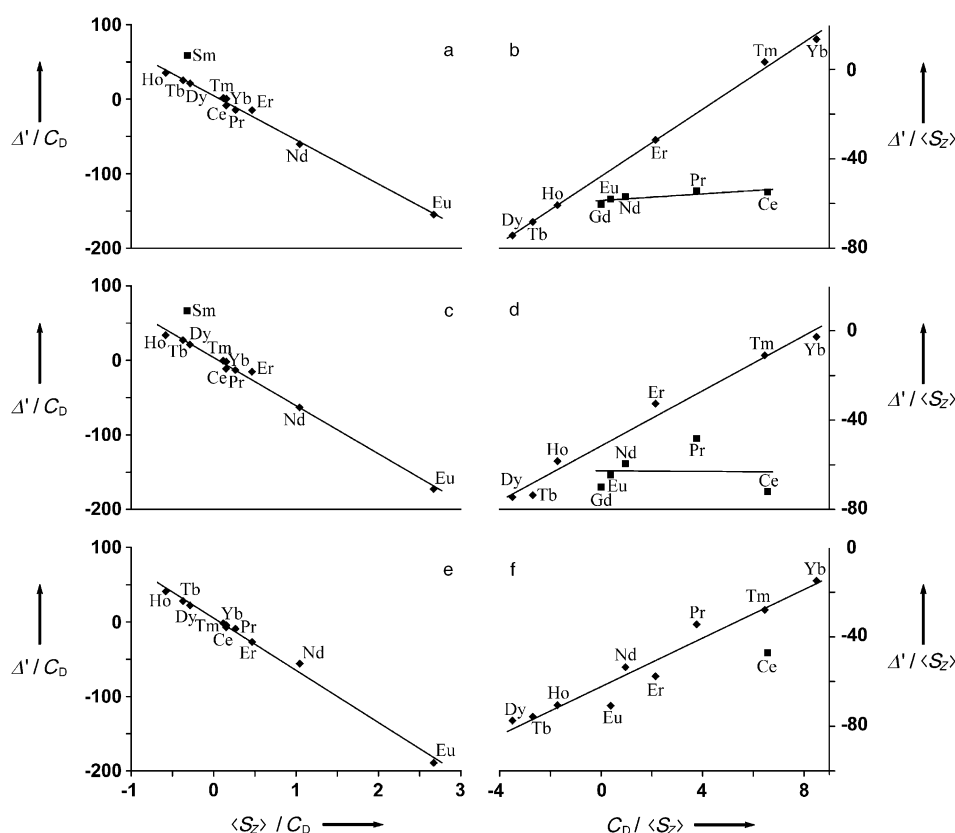 100
50
0
-100
-200
Δ' / C_D
a
Sm
Ho
Tb
Dy
Tm
Yb
Er
Ce
Pr
Nd
Eu
b
Tm
Yb
Er
Ho
Dy
Tb
Eu
Gd
Nd
Pr
Ce
0
-40
-80
Δ' / ⟨S_Z⟩
100
50
0
-100
-200
Δ' / C_D
c
Sm
Ho
Tb
Dy
Tm
Yb
Er
Ce
Pr
Nd
Eu
d
Tm
Yb
Er
Ho
Dy
Tb
Gd
Eu
Nd
Pr
Ce
0
-40
-80
Δ' / ⟨S_Z⟩
100
50
0
-100
-200
Δ' / C_D
e
Ho
Tb
Dy
Tm
Yb
Ce
Pr
Er
Nd
Eu
f
Yb
Tm
Pr
Nd
Ce
Er
Ho
Eu
Dy
Tb
0
-40
-80
Δ' / ⟨S_Z⟩
-1 0 1 2 3
-4 0 4 8
⟨S_Z⟩ / C_D
C_D / ⟨S_Z⟩